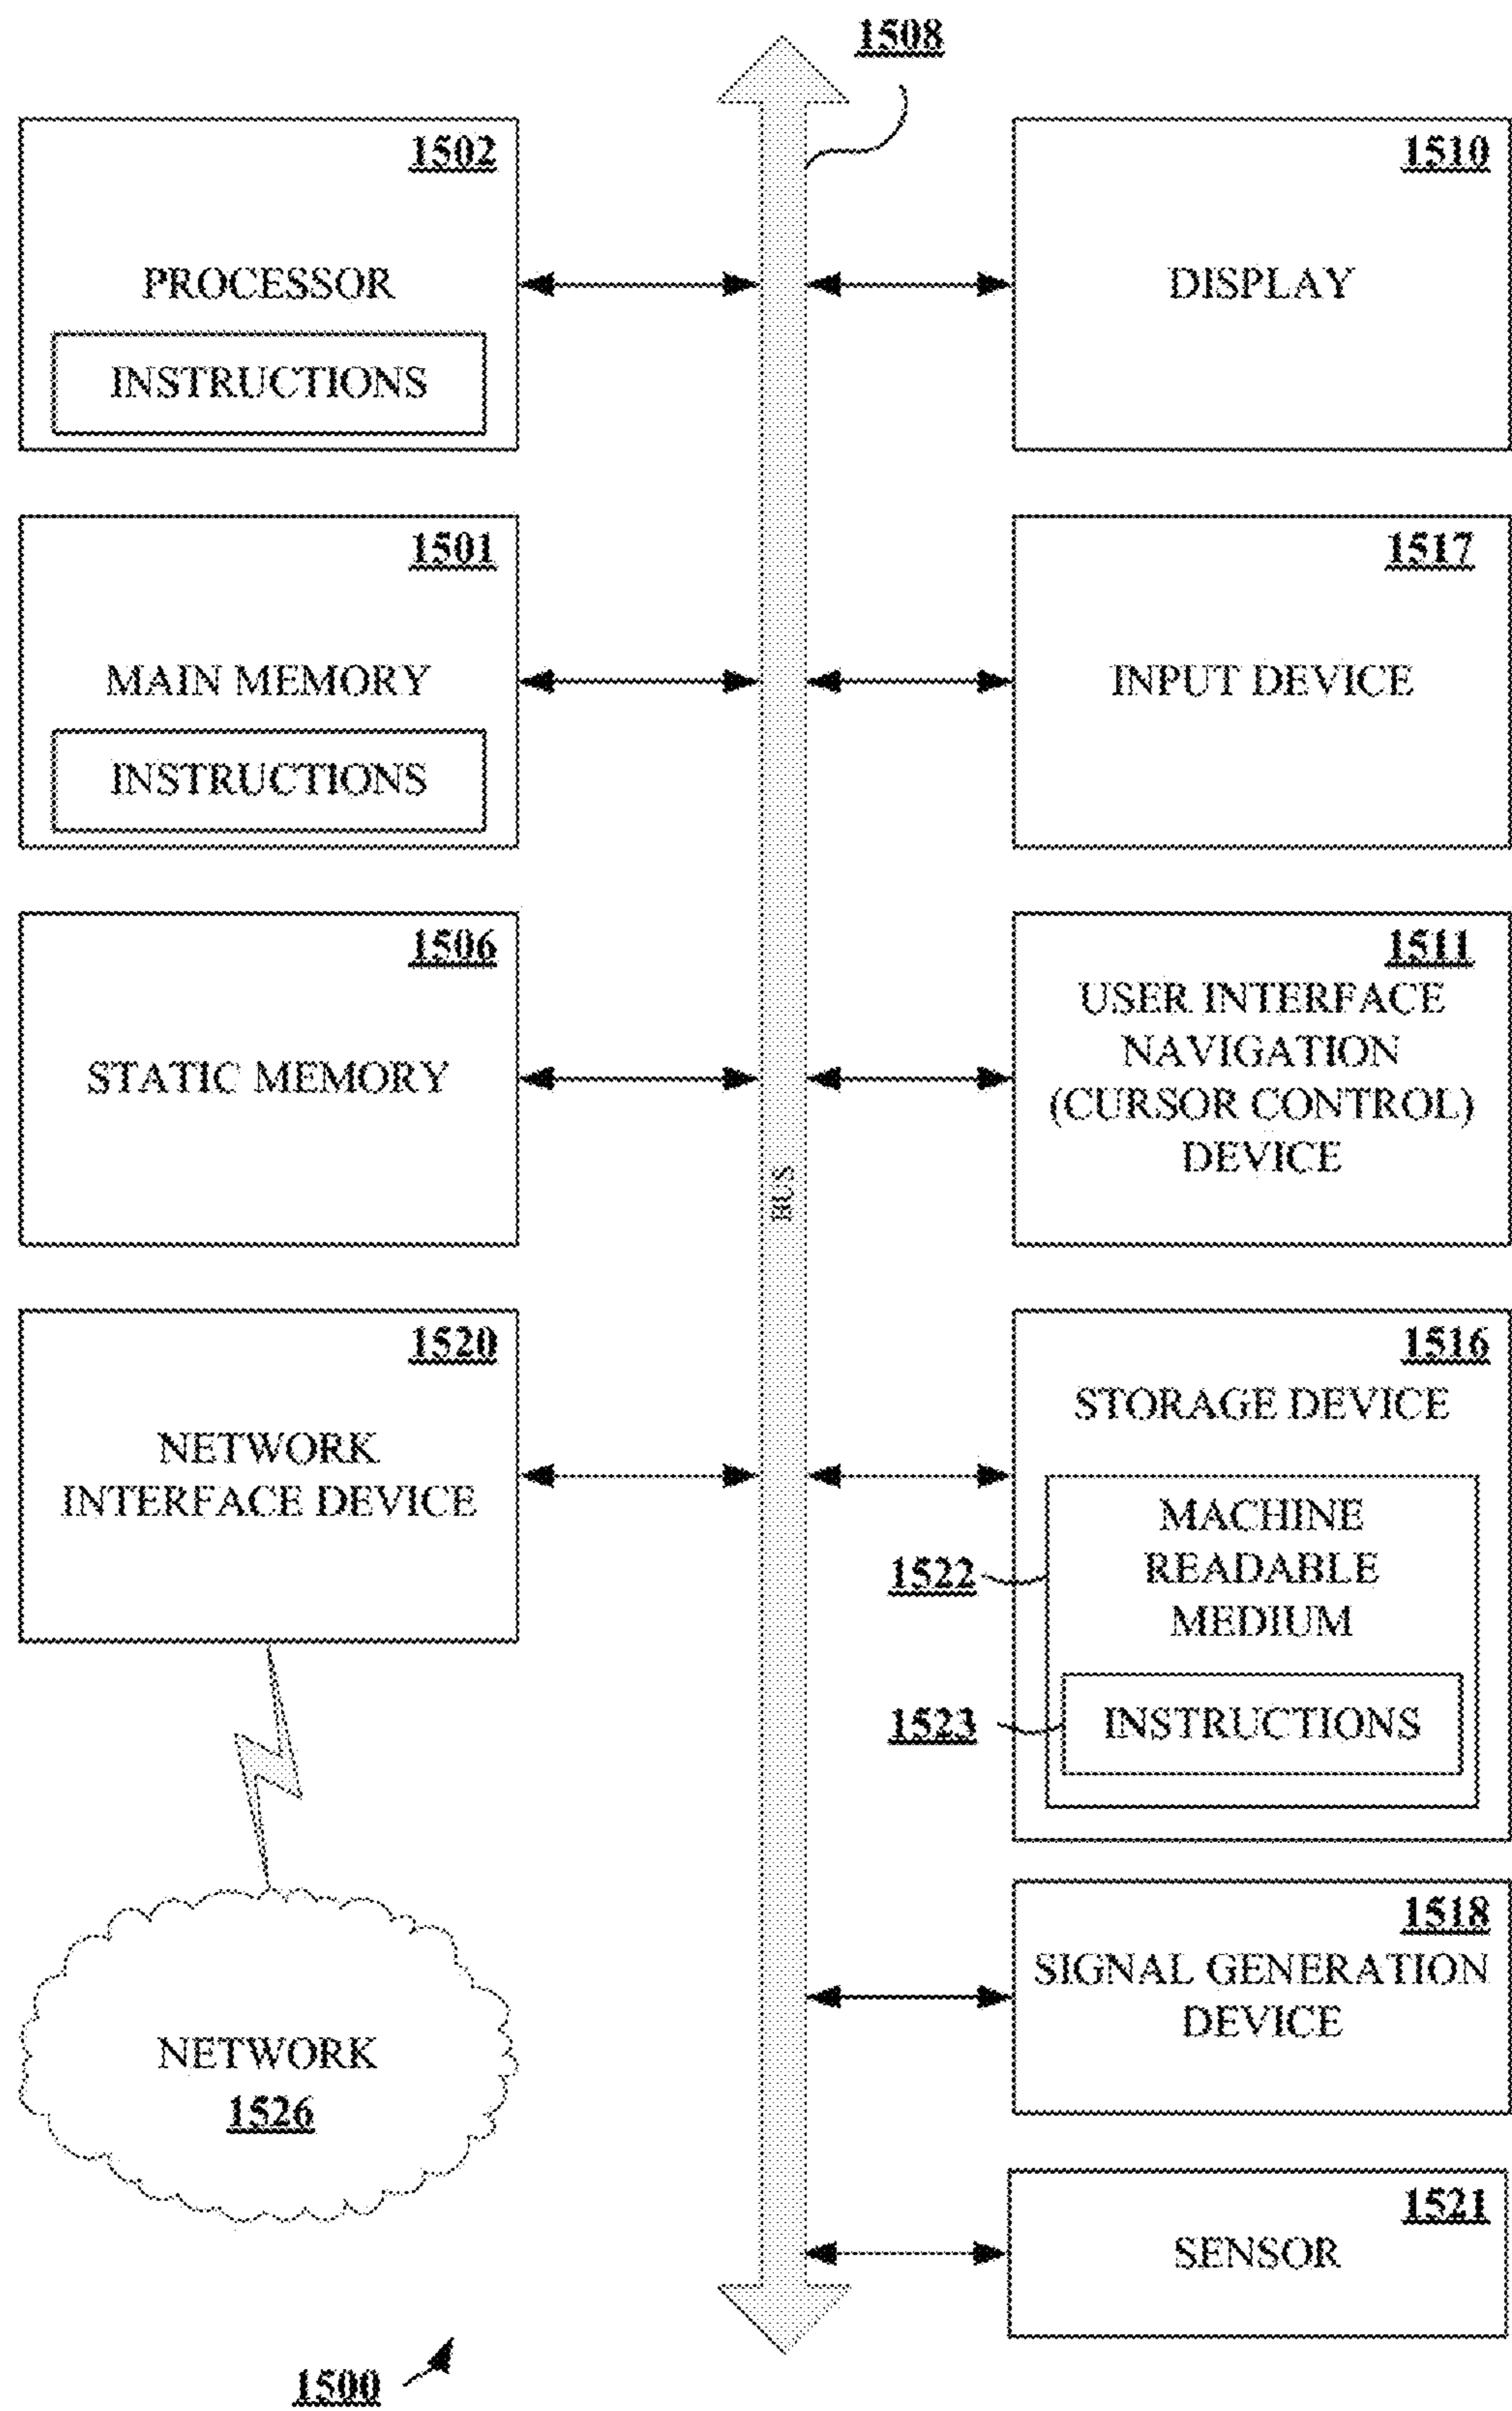 1508
1502
PROCESSOR
INSTRUCTIONS
1510
DISPLAY
1501
MAIN MEMORY
INSTRUCTIONS
1517
INPUT DEVICE
1506
STATIC MEMORY
1511
USER INTERFACE
NAVIGATION
(CURSOR CONTROL)
DEVICE
BUS
1520
NETWORK
INTERFACE DEVICE
1516
STORAGE DEVICE
MACHINE
READABLE
MEDIUM
1522
INSTRUCTIONS
1523
NETWORK
1526
1518
SIGNAL GENERATION
DEVICE
1521
SENSOR
1500